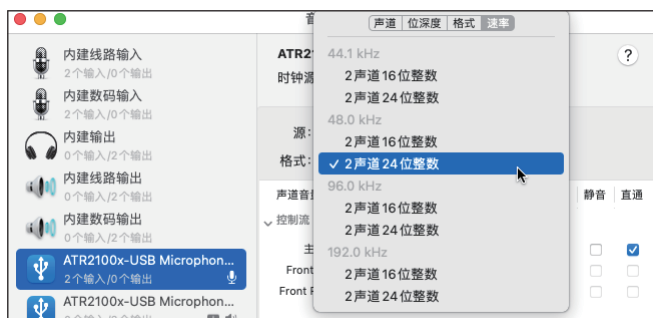 音
声道 位深度 格式 速率
内建线路输入
2个输入/0个输出
内建数码输入
2个输入/0个输出
内建输出
0个输入/2个输出
内建线路输出
0个输入/2个输出
内建数码输出
0个输入/2个输出
ATR2100x-USB Microphon...
2个输入/0个输出
ATR2100x-USB Microphon...
ATR2
时钟源
?
源:
格式:
声道音
静音 直通
控制流
主
Front
Front F
44.1 kHz
2声道16位整数
2声道24位整数
48.0 kHz
2声道16位整数
✓ 2声道24位整数
96.0 kHz
2声道16位整数
2声道24位整数
192.0 kHz
2声道16位整数
2声道24位整数